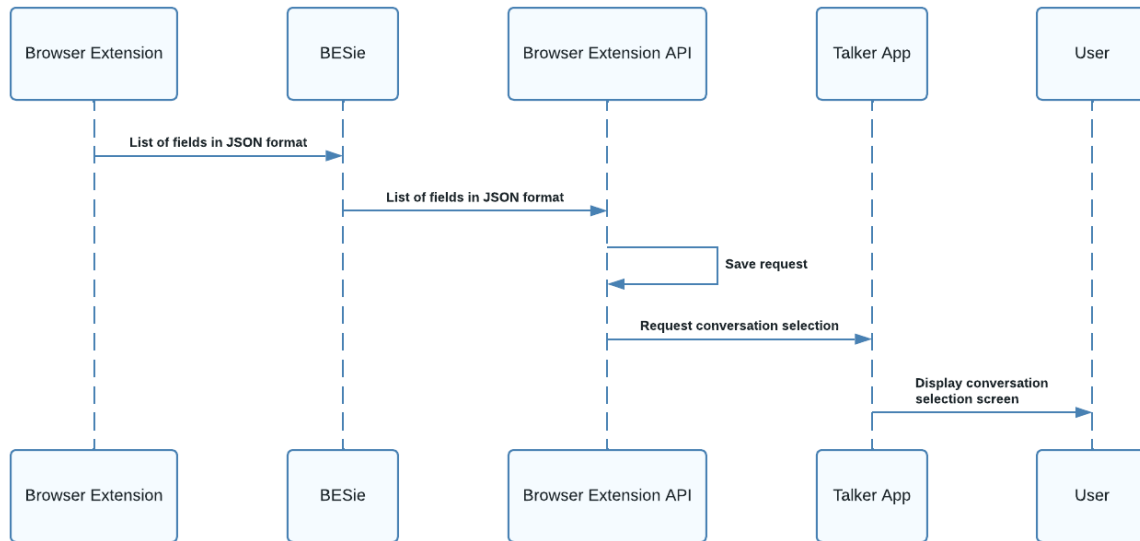 Browser Extension
BESie
Browser Extension API
Talker App
User
List of fields in JSON format
List of fields in JSON format
Save request
Request conversation selection
Display conversation
selection screen
Browser Extension
BESie
Browser Extension API
Talker App
User